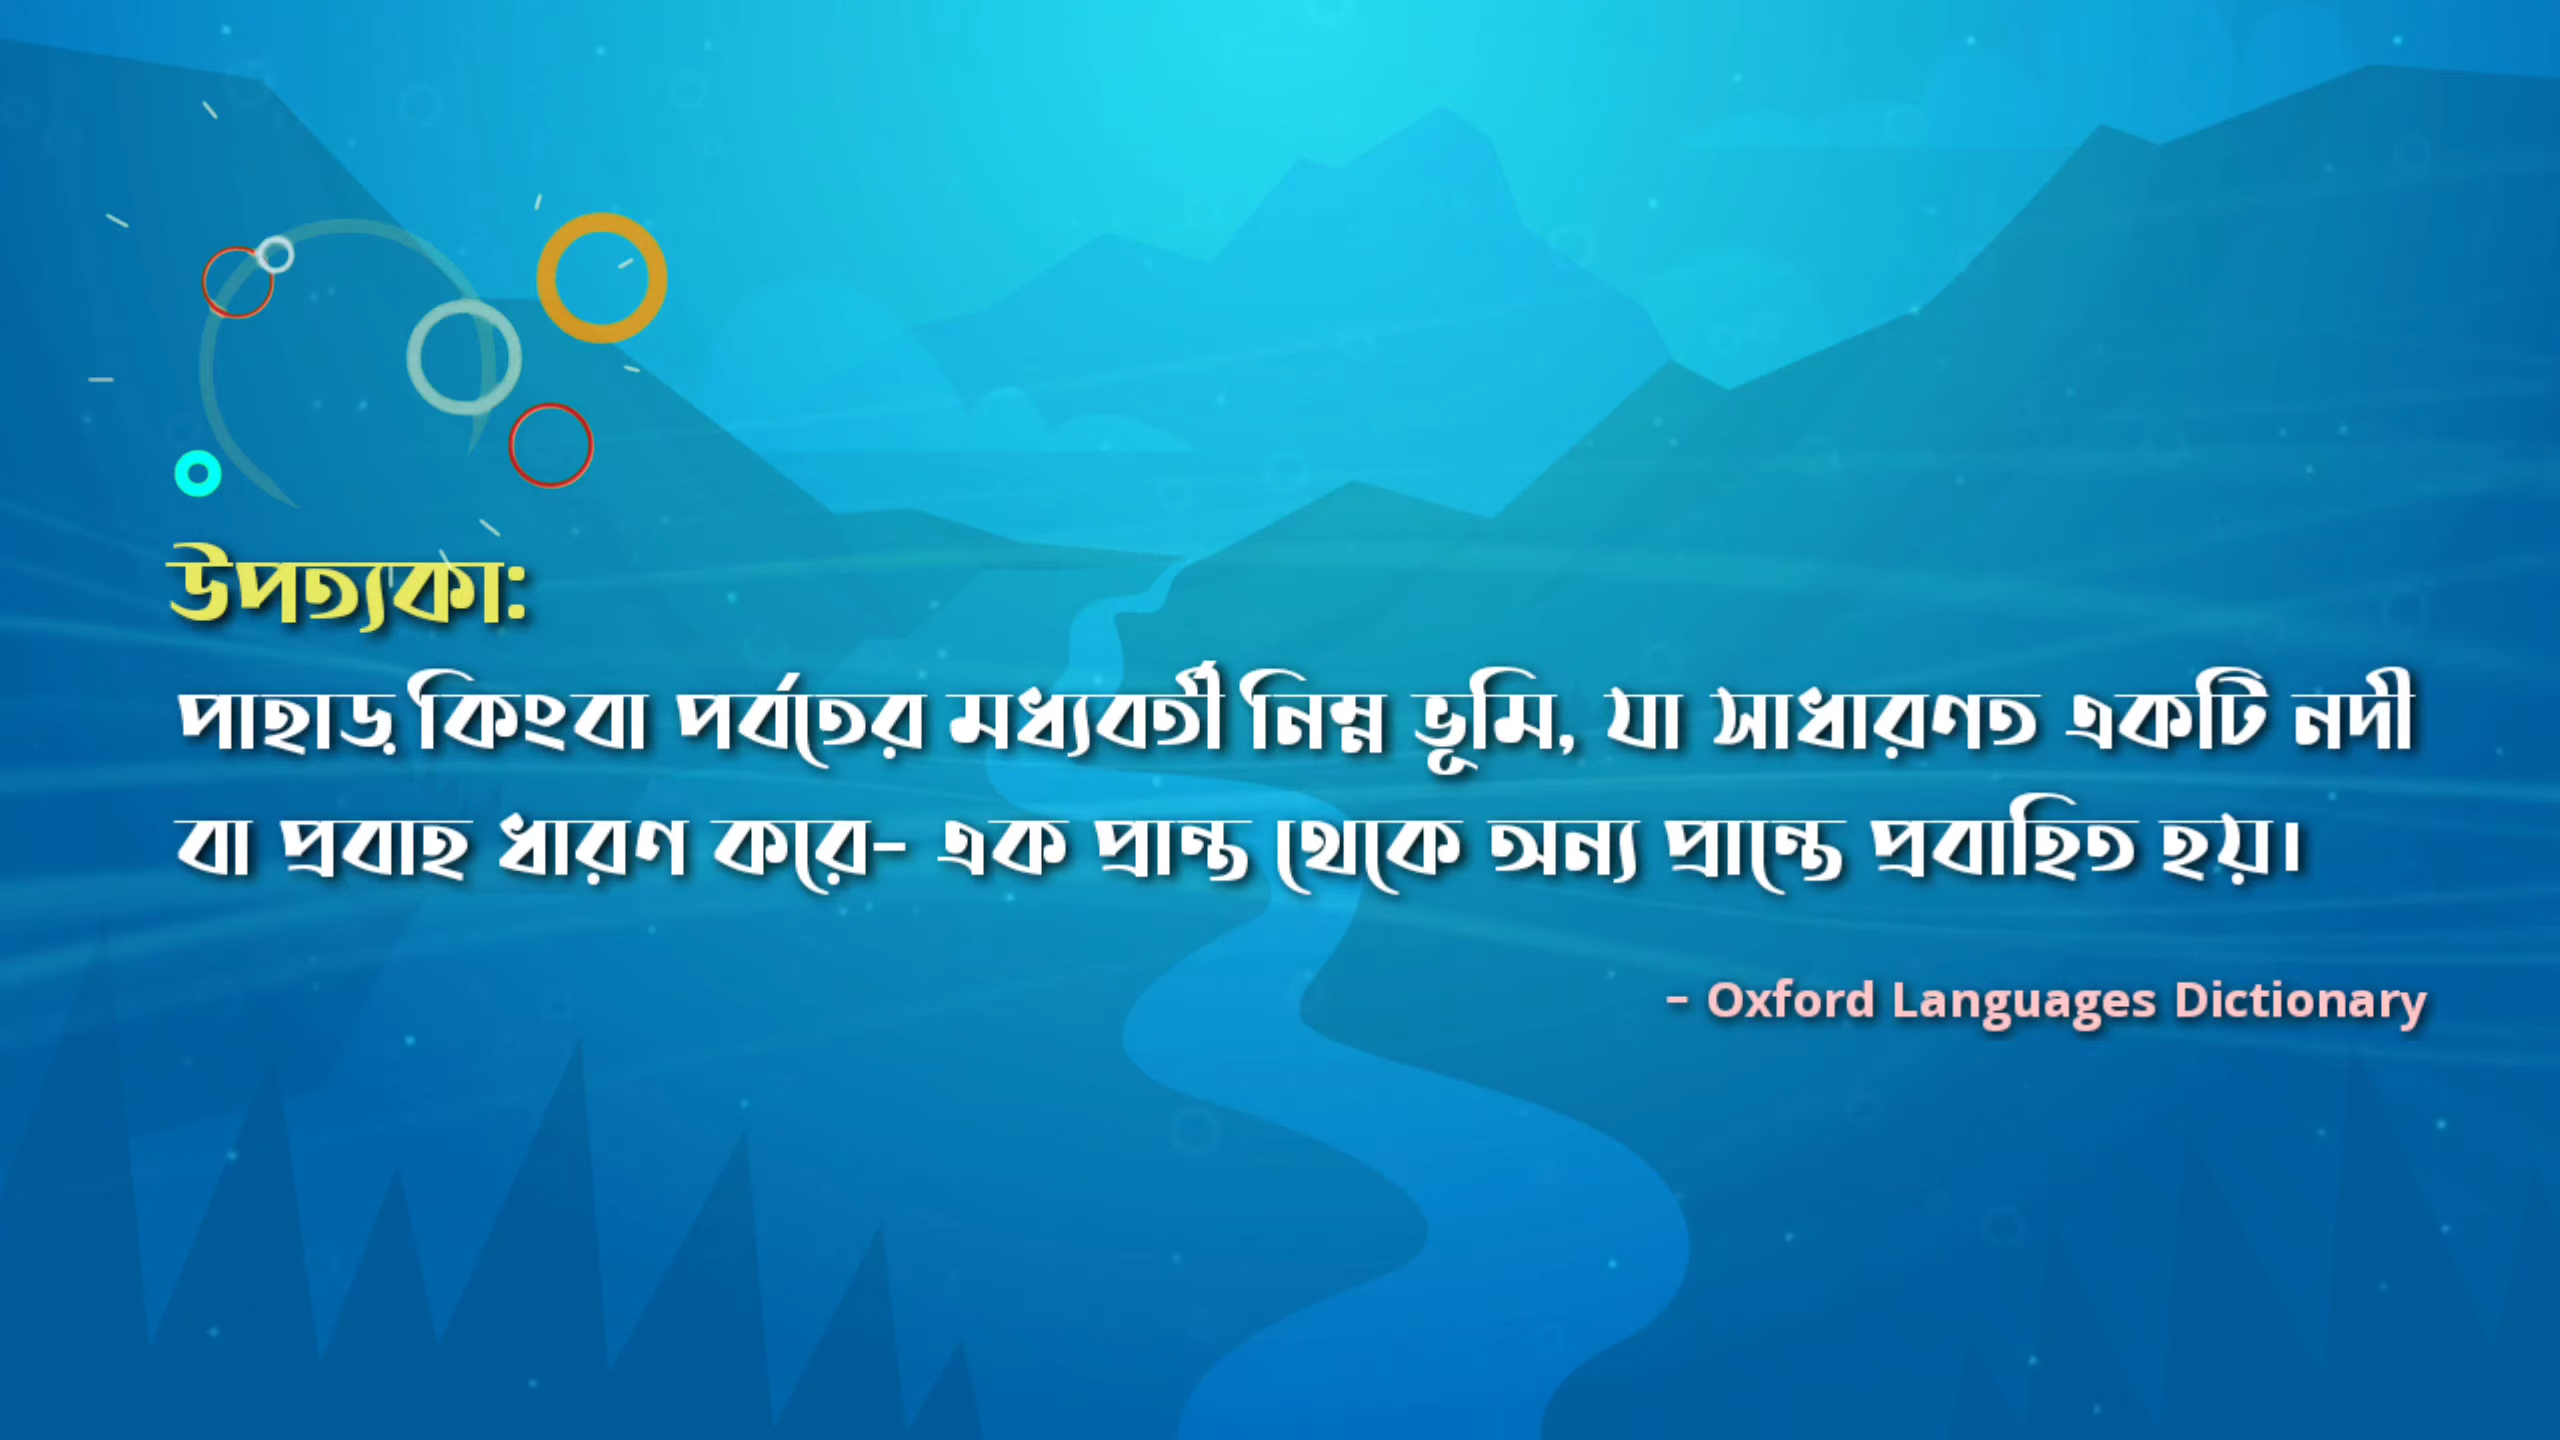 উপত্যকা:
পাহাড় কিংবা পর্বতের মধ্যবর্তী নিম্ন ভূমি, যা সাধারণত একটি নদী
বা প্রবাহ ধারণ করে- এক প্রান্ত থেকে অন্য প্রান্তে প্রবাহিত হয়।
- Oxford Languages Dictionary